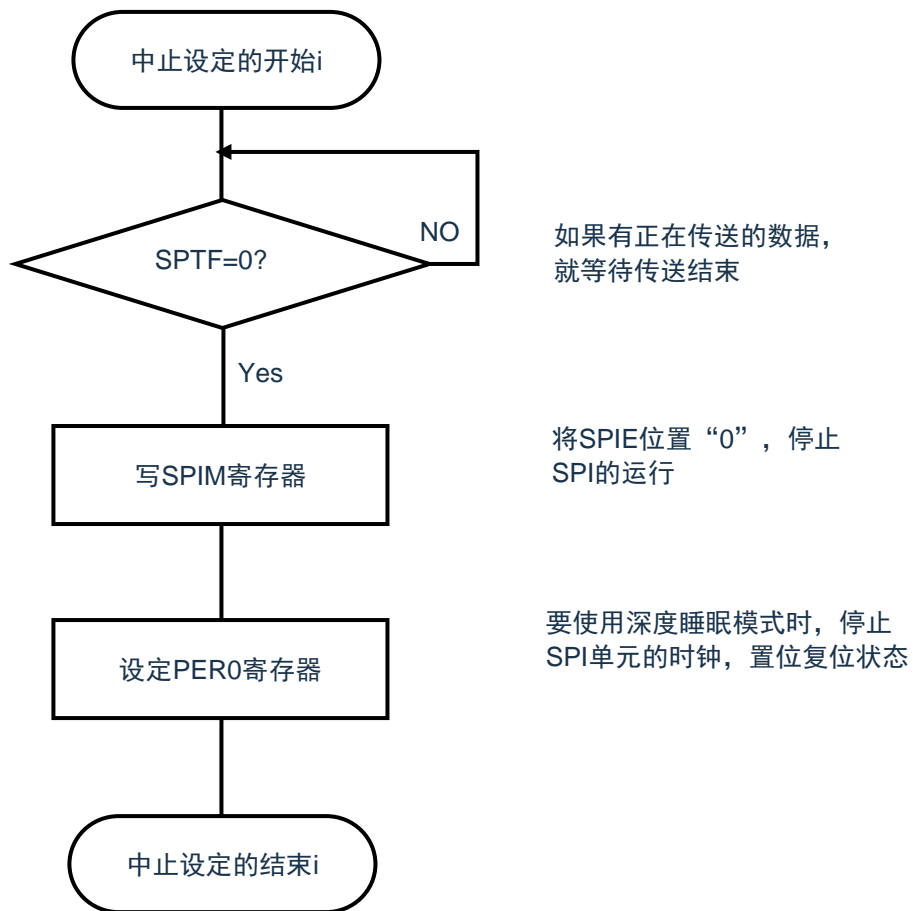 中止设定的开始i
NO
SPTF=0?
如果有正在传送的数据，
就等待传送结束
Yes
将SPIE位置“0”，停止
SPI的运行
写SPIM寄存器
要使用深度睡眠模式时，停止
SPI单元的时钟，置位复位状态
设定PER0寄存器
中止设定的结束i